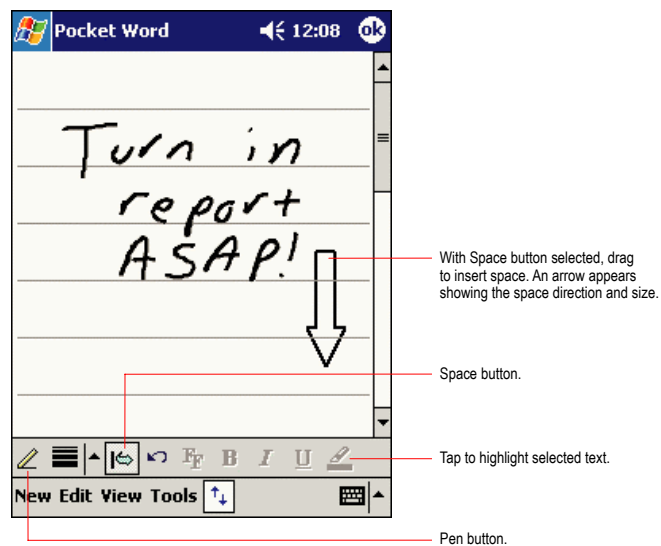 Pocket Word 12:08 ok
Turn in
report
ASAP!
With Space button selected, drag
to insert space. An arrow appears
showing the space direction and size.
Space button.
FF B I U
Tap to highlight selected text.
New Edit View Tools
Pen button.